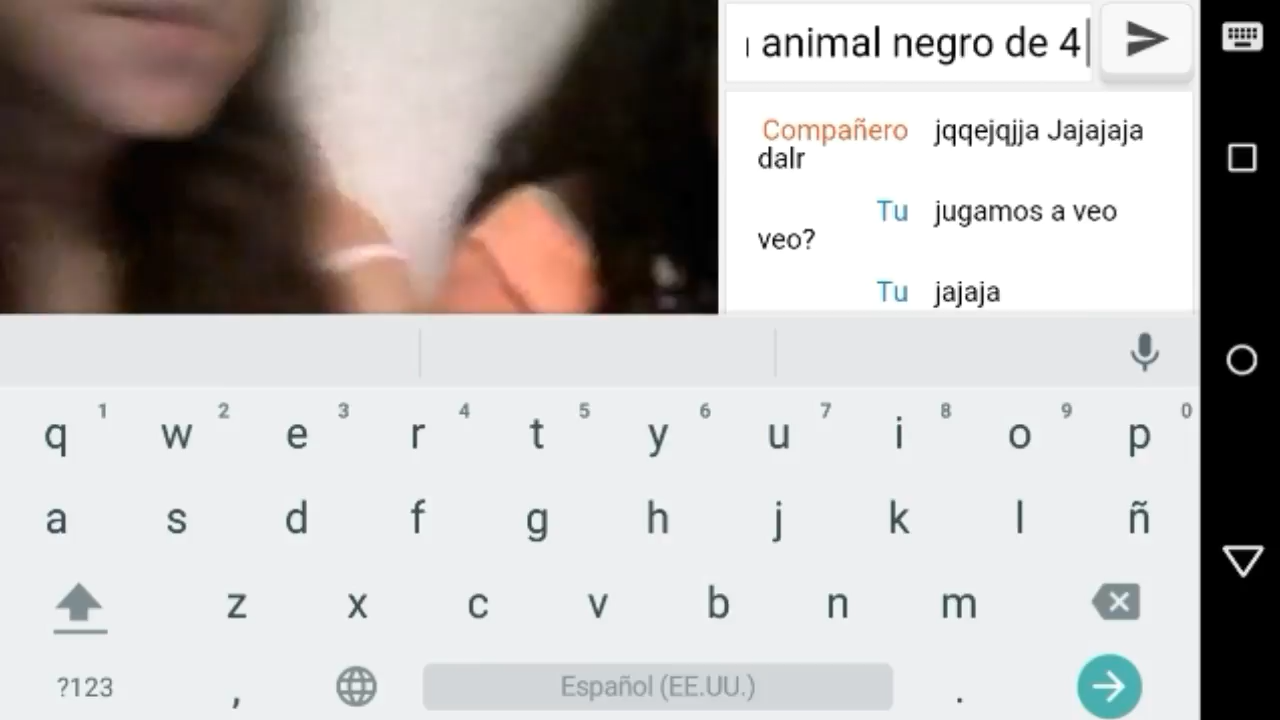 animal negro de 4
Compañero jqqejqjja Jajajaja
dalr
Tu jugamos a veo
veo?
Tu jajaja
q 1 w 2 e 3 r 4 t 5 y 6 u 7 i 8 o 9 p 0
a s d f g h j k l ñ
z x c v b n m
?123 , Español (EE.UU.) .